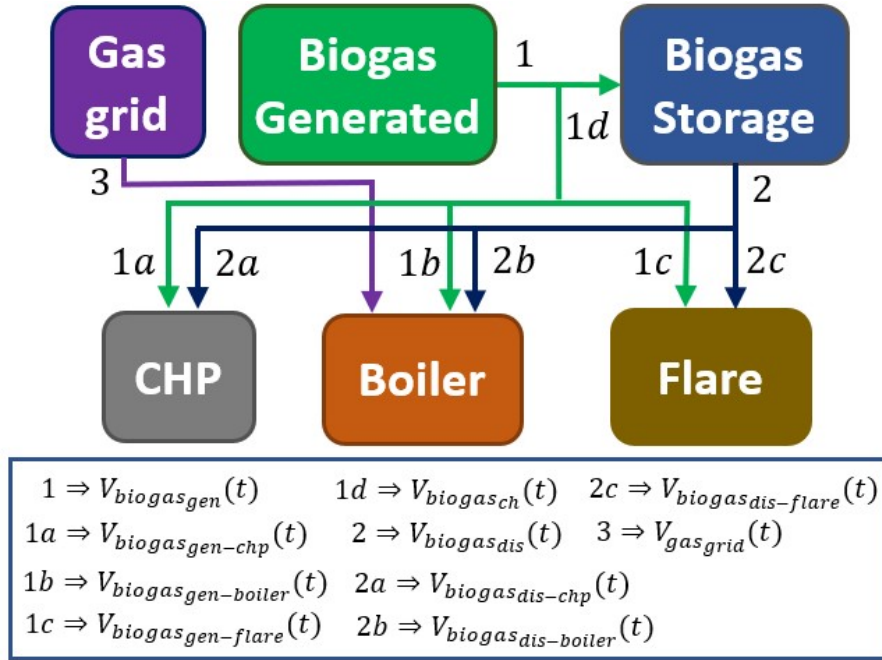 Gas grid
Biogas Generated
Biogas Storage
1
1d
3
2
1a
2a
1b
2b
1c
2c
CHP
Boiler
Flare
1 ⇒ V_{biogas_{gen}}(t)
1d ⇒ V_{biogas_{ch}}(t)
2c ⇒ V_{biogas_{dis-flare}}(t)
1a ⇒ V_{biogas_{gen-chp}}(t)
2 ⇒ V_{biogas_{dis}}(t)
3 ⇒ V_{gas_{grid}}(t)
1b ⇒ V_{biogas_{gen-boiler}}(t)
2a ⇒ V_{biogas_{dis-chp}}(t)
1c ⇒ V_{biogas_{gen-flare}}(t)
2b ⇒ V_{biogas_{dis-boiler}}(t)